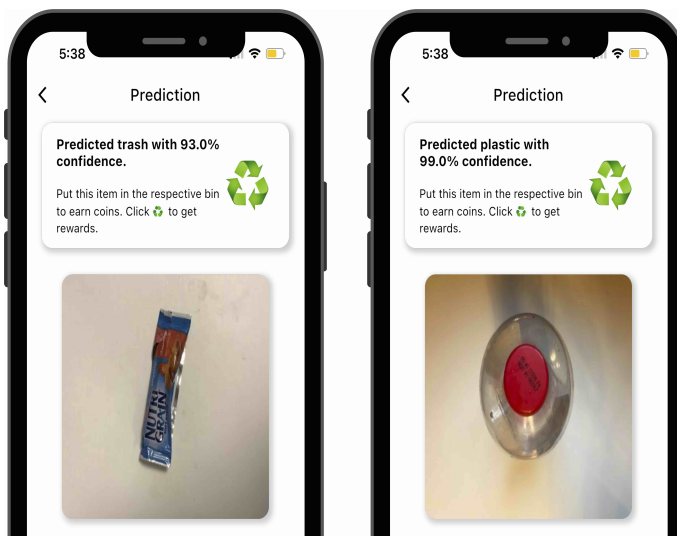 5:38
Prediction
Predicted trash with 93.0%
confidence.
Put this item in the respective bin
to earn coins. Click ♻ to get
rewards.
NUTRI
GRAIN
5:38
Prediction
Predicted plastic with
99.0% confidence.
Put this item in the respective bin
to earn coins. Click ♻ to get
rewards.